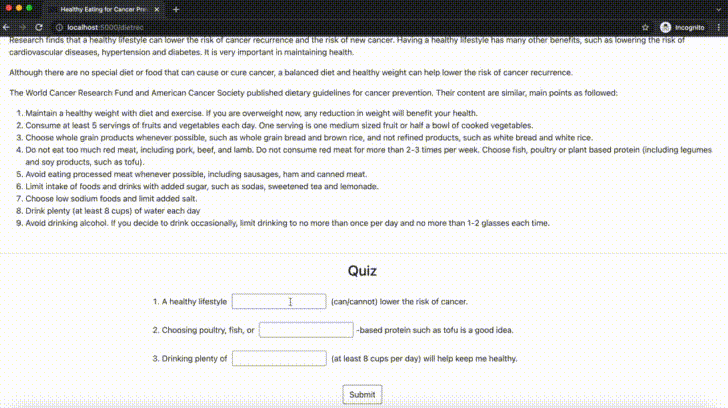 Healthy Eating for Cancer Prev
localhost:5000/dietrec
Incognito
Research finds that a healthy lifestyle can lower the risk of cancer recurrence and the risk of new cancer. Having a healthy lifestyle has many other benefits, such as lowering the risk of
cardiovascular diseases, hypertension and diabetes. It is very important in maintaining health.
Although there are no special diet or food that can cause or cure cancer, a balanced diet and healthy weight can help lower the risk of cancer recurrence.
The World Cancer Research Fund and American Cancer Society published dietary guidelines for cancer prevention. Their content are similar, main points as followed:
1. Maintain a healthy weight with diet and exercise. If you are overweight now, any reduction in weight will benefit your health.
2. Consume at least 5 servings of fruits and vegetables each day. One serving is one medium sized fruit or half a bowl of cooked vegetables.
3. Choose whole grain products whenever possible, such as whole grain bread and brown rice, and not refined products, such as white bread and white rice.
4. Do not eat too much red meat, including pork, beef, and lamb. Do not consume red meat for more than 2-3 times per week. Choose fish, poultry or plant based protein (including legumes
and soy products, such as tofu).
5. Avoid eating processed meat whenever possible, including sausages, ham and canned meat.
6. Limit intake of foods and drinks with added sugar, such as sodas, sweetened tea and lemonade.
7. Choose low sodium foods and limit added salt.
8. Drink plenty (at least 8 cups) of water each day
9. Avoid drinking alcohol. If you decide to drink occasionally, limit drinking to no more than once per day and no more than 1-2 glasses each time.
Quiz
1. A healthy lifestyle (can/cannot) lower the risk of cancer.
2. Choosing poultry, fish, or -based protein such as tofu is a good idea.
3. Drinking plenty of (at least 8 cups per day) will help keep me healthy.
Submit